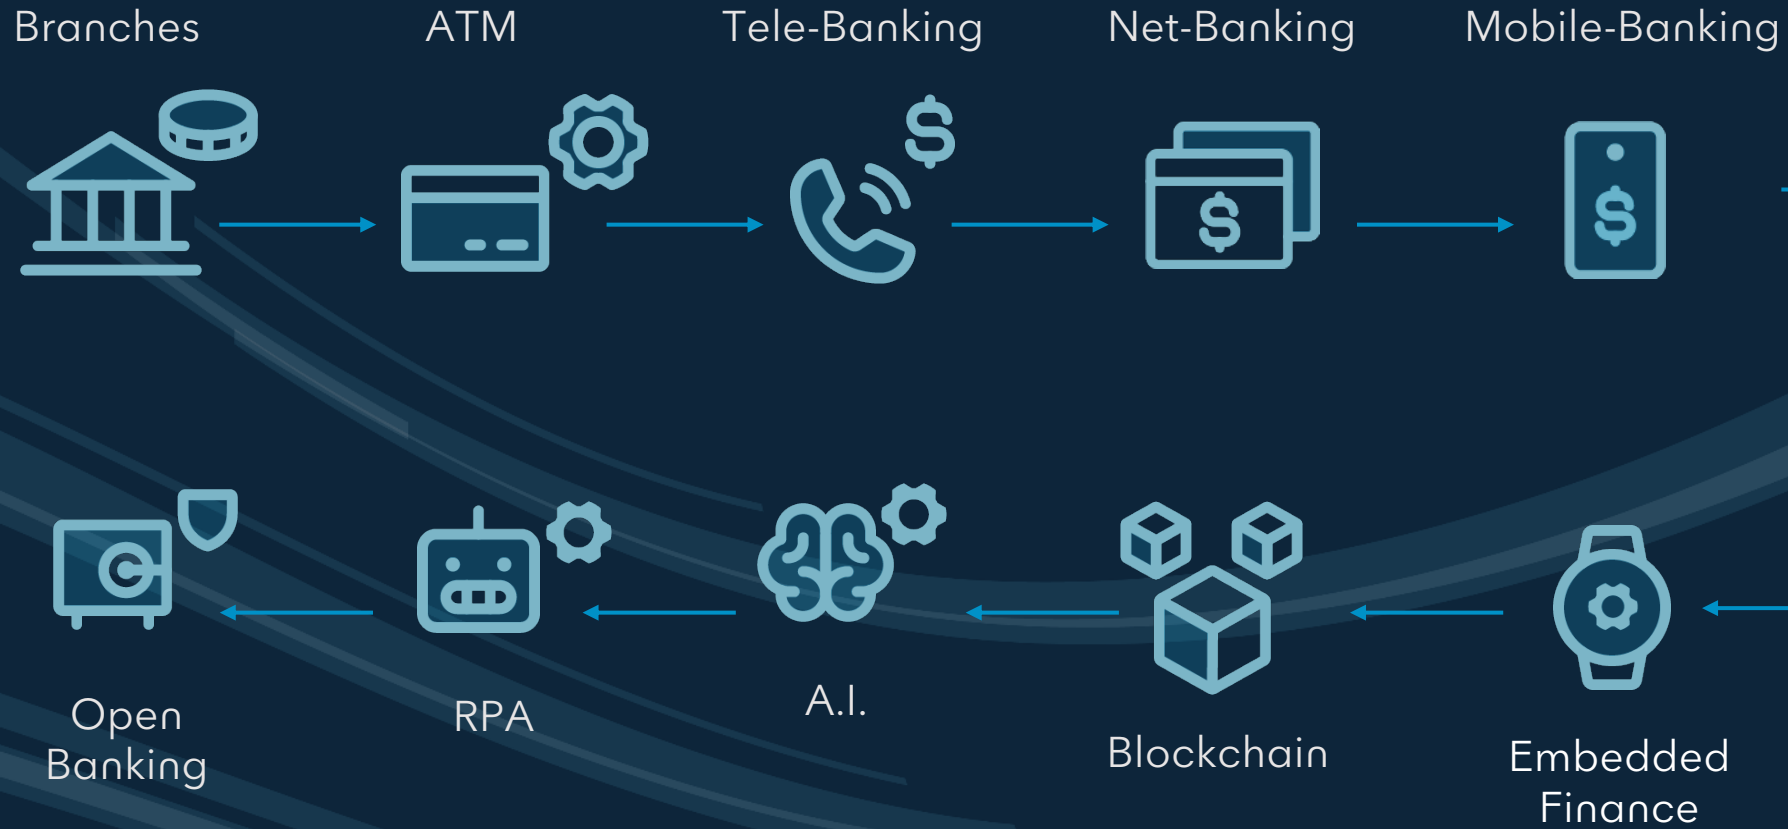 Branches
ATM
Tele-Banking
Net-Banking
Mobile-Banking
Open
Banking
RPA
A.I.
Blockchain
Embedded
Finance